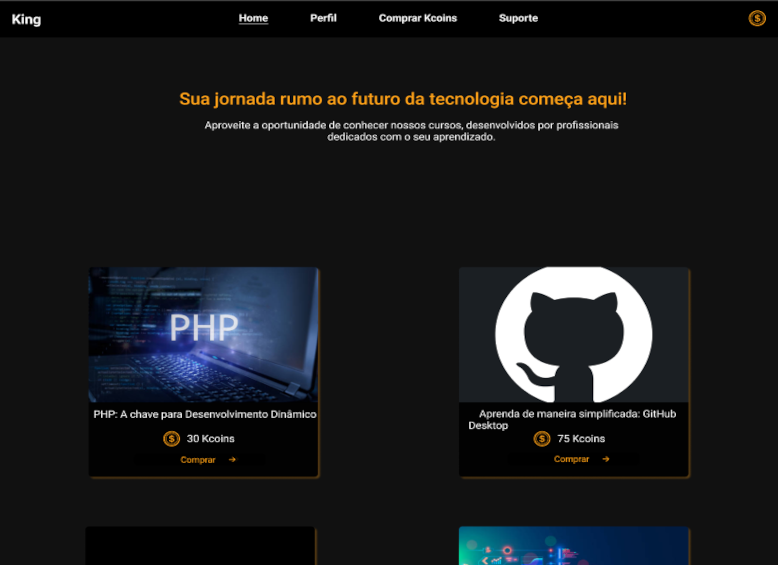 King
Home
Perfil
Comprar Kcoins
Suporte
Sua jornada rumo ao futuro da tecnologia começa aqui!
Aproveite a oportunidade de conhecer nossos cursos, desenvolvidos por profissionais
dedicados com o seu aprendizado.
PHP
PHP: A chave para Desenvolvimento Dinâmico
30 Kcoins
Comprar →
Aprenda de maneira simplificada: GitHub
Desktop
75 Kcoins
Comprar →